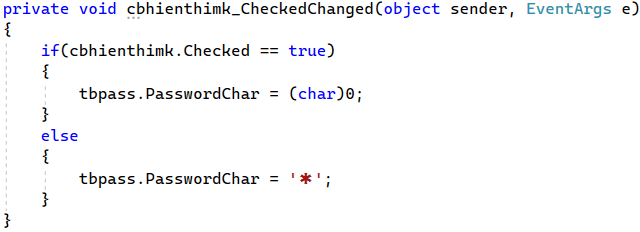 private void cbhienthimk_CheckedChanged(object sender, EventArgs e)
{
    if(cbhienthimk.Checked == true)
    {
        tbpass.PasswordChar = (char)0;
    }
    else
    {
        tbpass.PasswordChar = '*';
    }
}